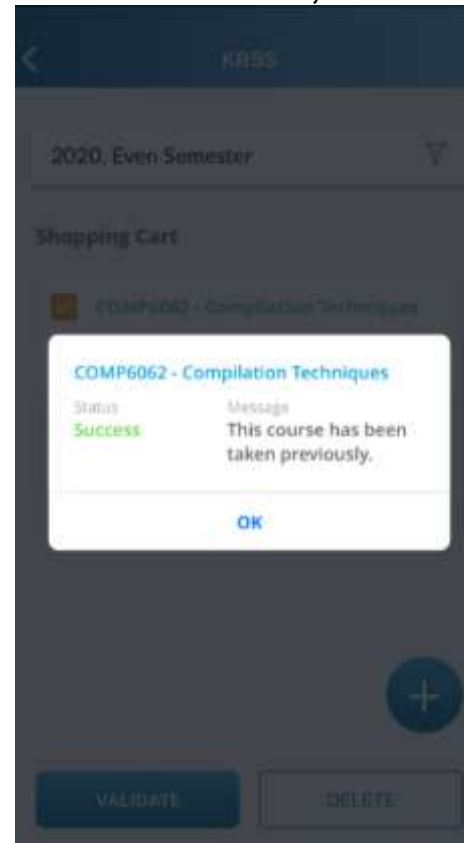 KRSS
2020, Even Semester
Shopping Cart
COMP6062 - Compilation Techniques
COMP6062 - Compilation Techniques
Status Message
Success This course has been
taken previously.
OK
VALIDATE DELETE